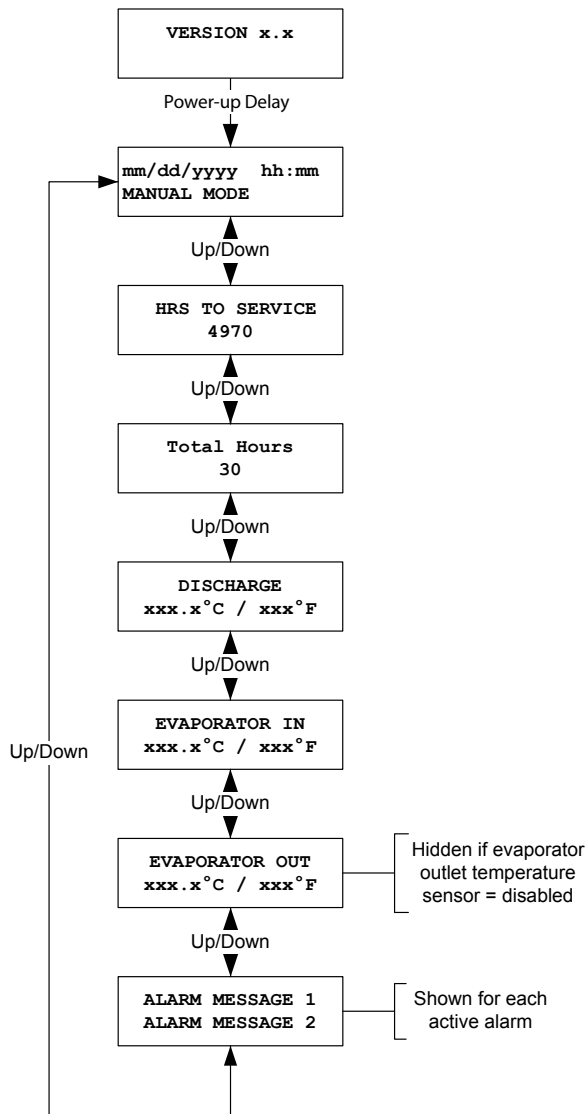 VERSION x.x
Power-up Delay
mm/dd/yyyy hh:mm
MANUAL MODE
Up/Down
HRS TO SERVICE
4970
Up/Down
Total Hours
30
Up/Down
DISCHARGE
xxx.x°C / xxx°F
Up/Down
EVAPORATOR IN
xxx.x°C / xxx°F
Up/Down
Up/Down
EVAPORATOR OUT
xxx.x°C / xxx°F
Hidden if evaporator
outlet temperature
sensor = disabled
Up/Down
ALARM MESSAGE 1
ALARM MESSAGE 2
Shown for each
active alarm